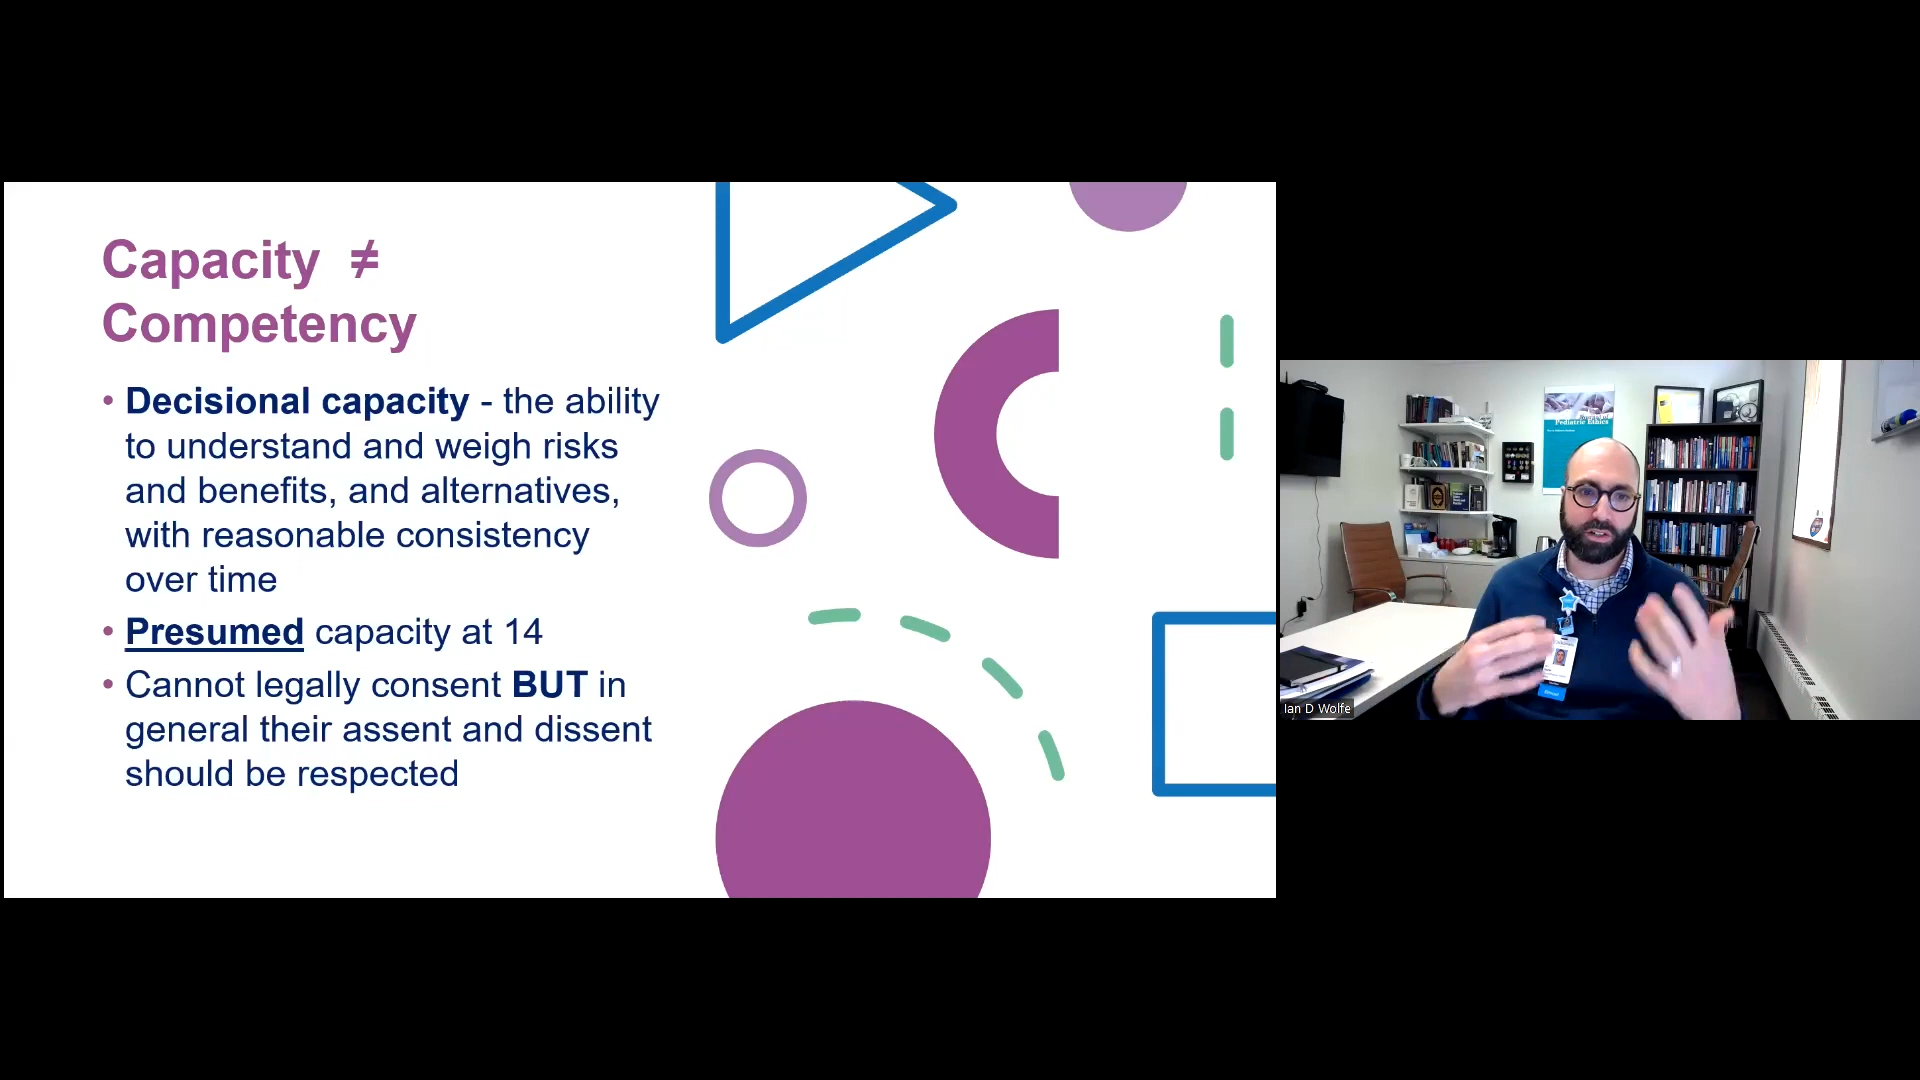 Capacity ≠
Competency
• Decisional capacity - the ability
to understand and weigh risks
and benefits, and alternatives,
with reasonable consistency
over time
• Presumed capacity at 14
• Cannot legally consent BUT in
general their assent and dissent
should be respected
Pediatric Ethics
Ian D Wolfe